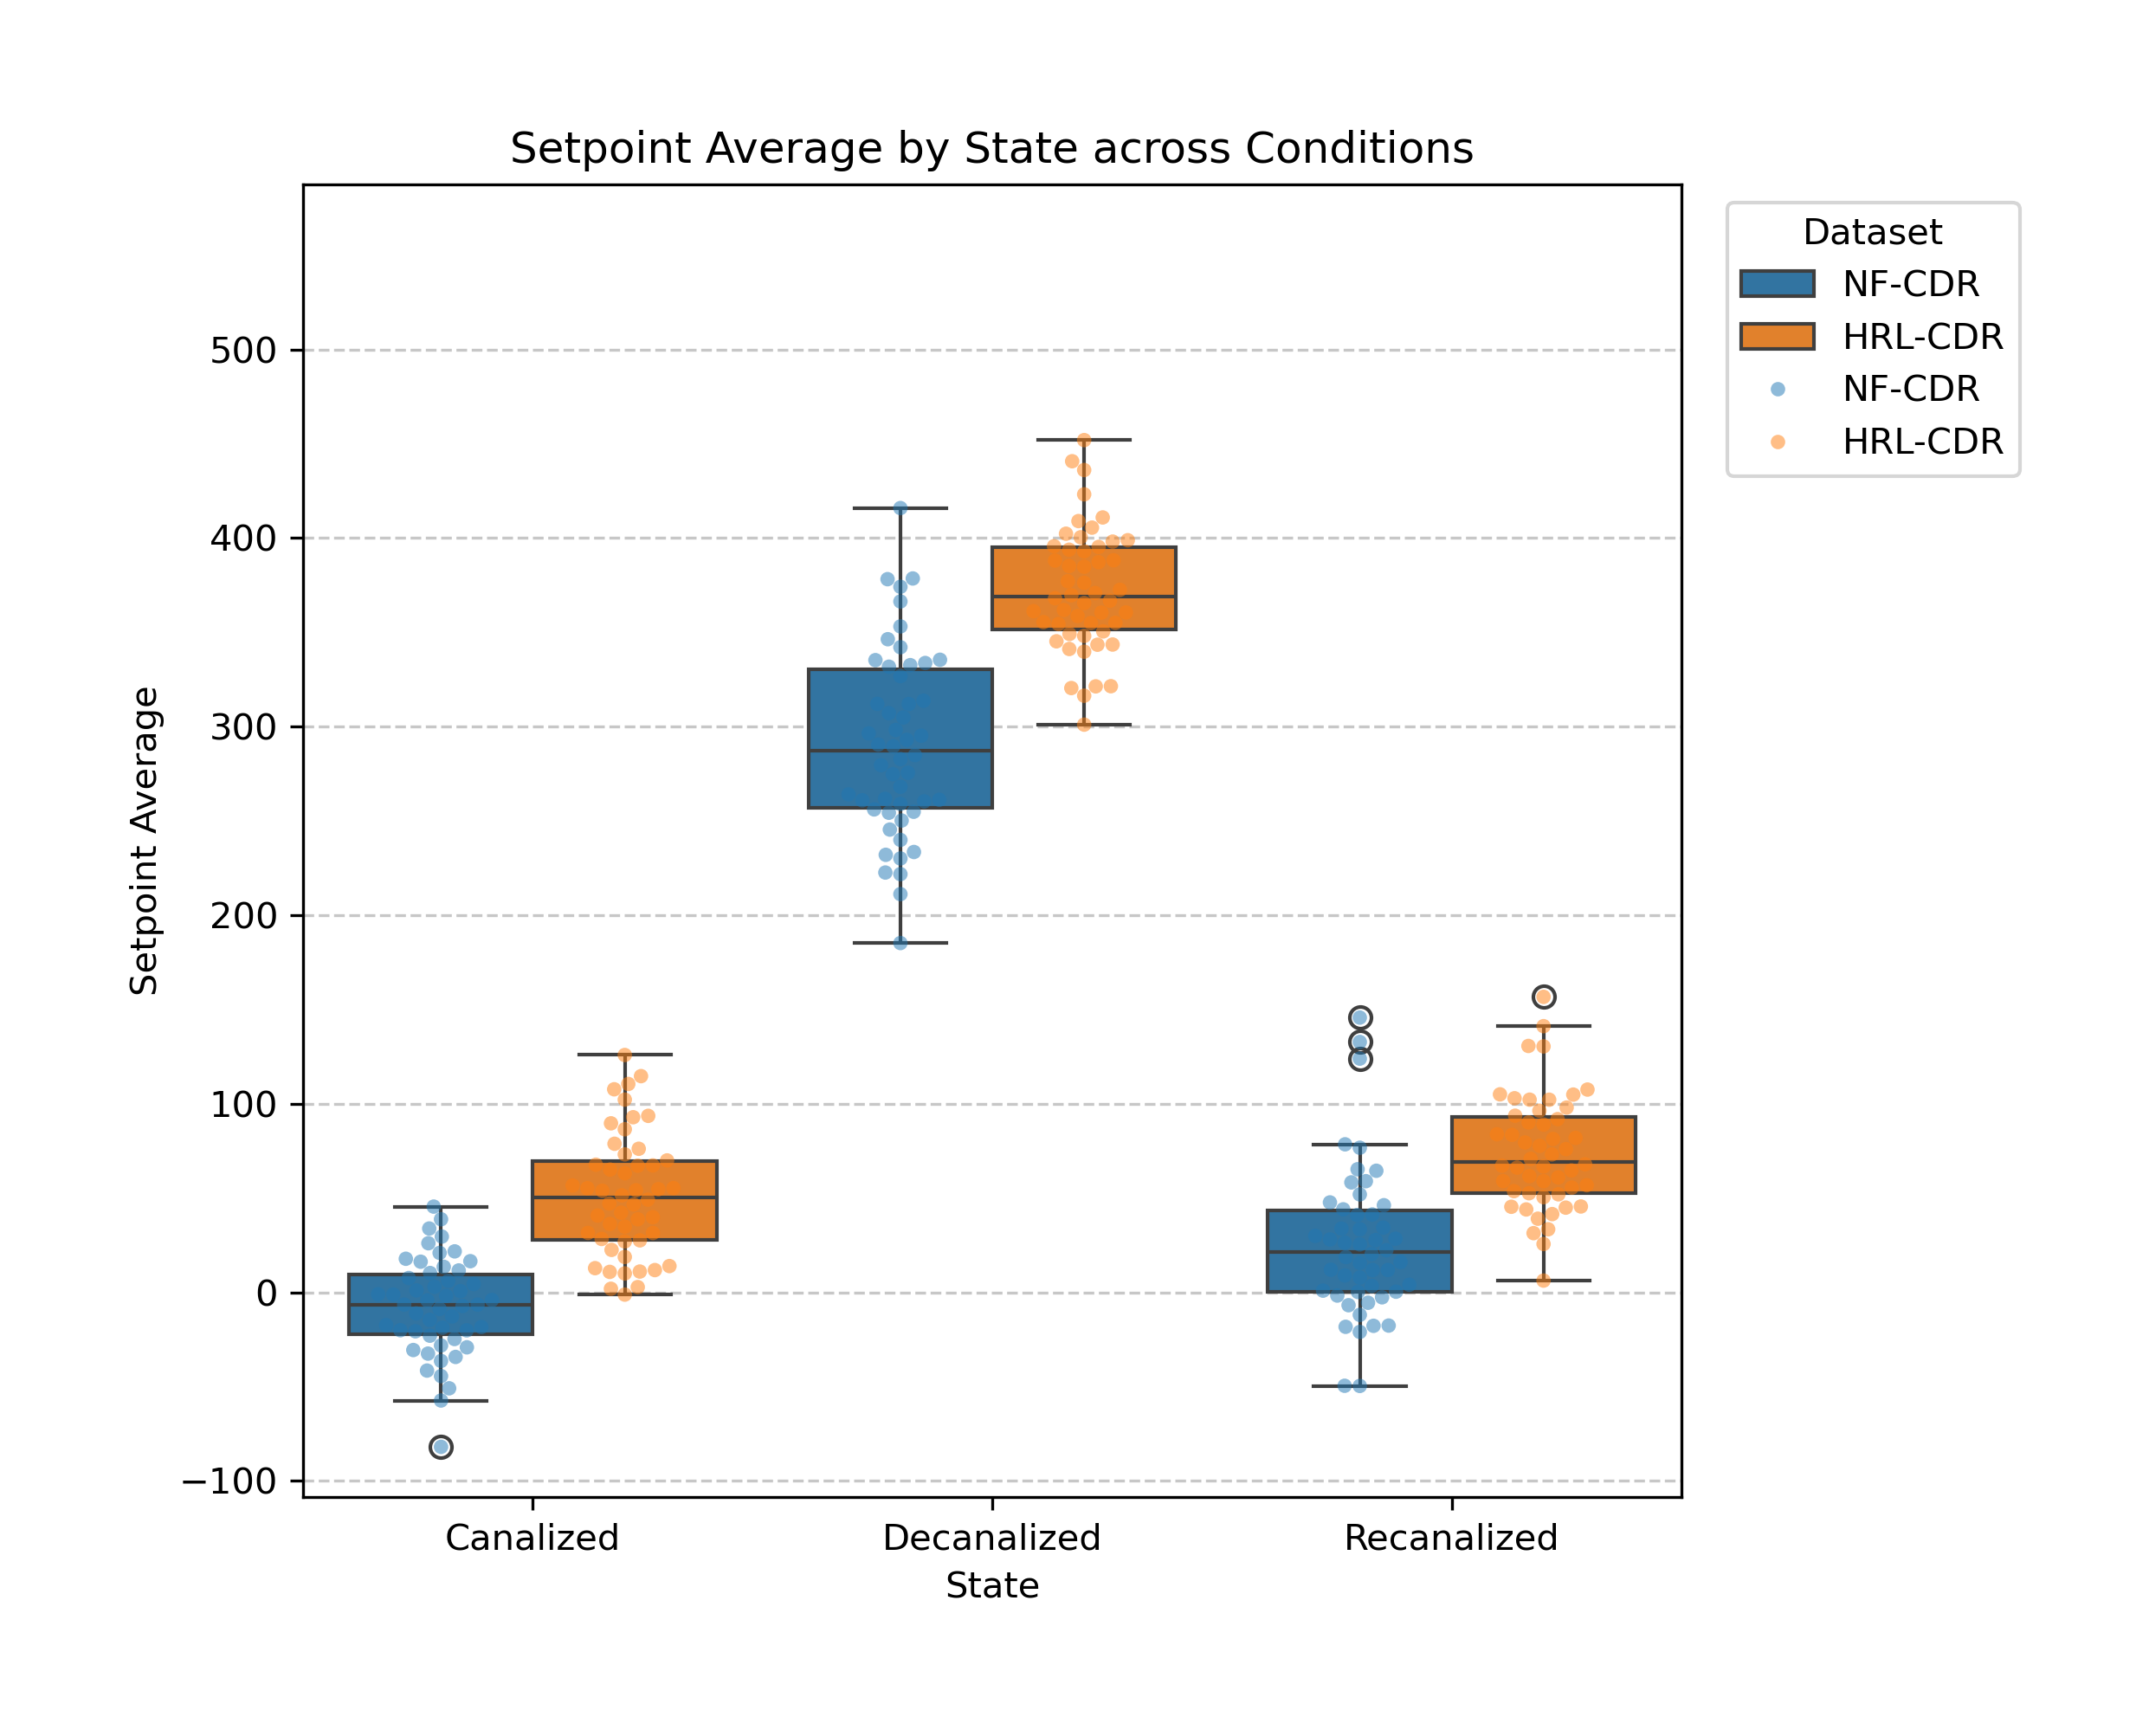 Setpoint Average by State across Conditions
Dataset
NF-CDR
HRL-CDR
NF-CDR
HRL-CDR
Setpoint Average
500
400
300
200
100
0
−100
Canalized
Decanalized
Recanalized
State